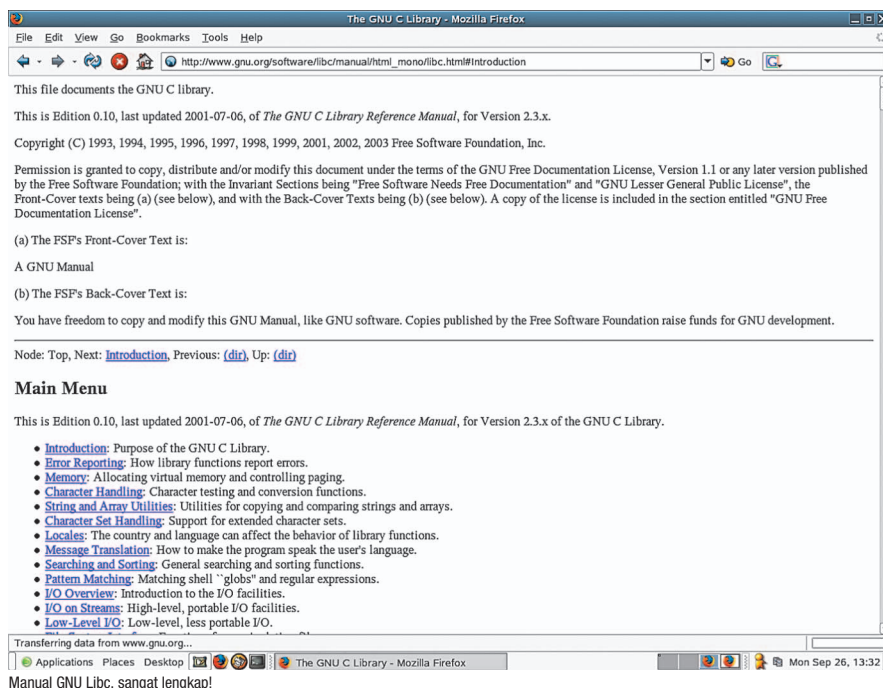 The GNU C Library - Mozilla Firefox
File Edit View Go Bookmarks Tools Help
http://www.gnu.org/software/libc/manual/html_mono/libc.html#Introduction Go
This file documents the GNU C library.
This is Edition 0.10, last updated 2001-07-06, of The GNU C Library Reference Manual, for Version 2.3.x.
Copyright (C) 1993, 1994, 1995, 1996, 1997, 1998, 1999, 2001, 2002, 2003 Free Software Foundation, Inc.
Permission is granted to copy, distribute and/or modify this document under the terms of the GNU Free Documentation License, Version 1.1 or any later version published
by the Free Software Foundation; with the Invariant Sections being "Free Software Needs Free Documentation" and "GNU Lesser General Public License", the
Front-Cover texts being (a) (see below), and with the Back-Cover Texts being (b) (see below). A copy of the license is included in the section entitled "GNU Free
Documentation License".
(a) The FSF's Front-Cover Text is:
A GNU Manual
(b) The FSF's Back-Cover Text is:
You have freedom to copy and modify this GNU Manual, like GNU software. Copies published by the Free Software Foundation raise funds for GNU development.
Node: Top, Next: Introduction, Previous: (dir), Up: (dir)
Main Menu
This is Edition 0.10, last updated 2001-07-06, of The GNU C Library Reference Manual, for Version 2.3.x of the GNU C Library.
• Introduction: Purpose of the GNU C Library.
• Error Reporting: How library functions report errors.
• Memory: Allocating virtual memory and controlling paging.
• Character Handling: Character testing and conversion functions.
• String and Array Utilities: Utilities for copying and comparing strings and arrays.
• Character Set Handling: Support for extended character sets.
• Locales: The country and language can affect the behavior of library functions.
• Message Translation: How to make the program speak the user's language.
• Searching and Sorting: General searching and sorting functions.
• Pattern Matching: Matching shell ``globs'' and regular expressions.
• I/O Overview: Introduction to the I/O facilities.
• I/O on Streams: High-level, portable I/O facilities.
• Low-Level I/O: Low-level, less portable I/O.
Transferring data from www.gnu.org...
Applications Places Desktop The GNU C Library - Mozilla Firefox Mon Sep 26, 13:32
Manual GNU Libc, sangat lengkap!